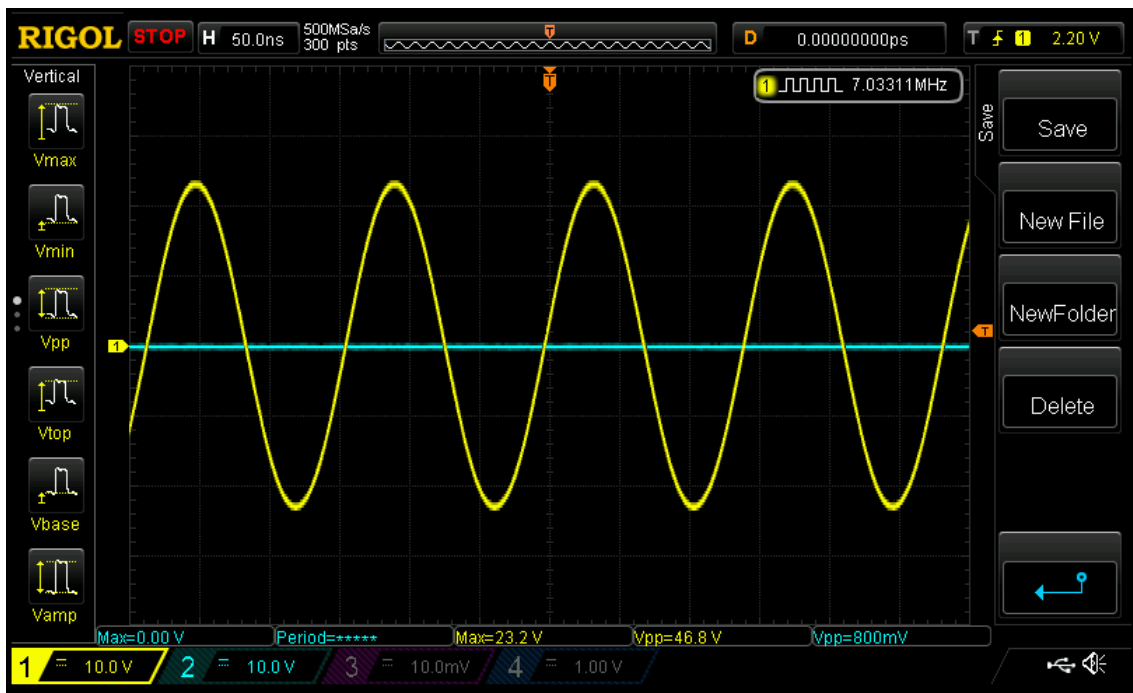 RIGOL STOP H 50.0ns 500MSa/s 300 pts T D 0.00000000ps T 1 2.20 V
Vertical
T
1 7.03311MHz
Save
Save
Vmax
New File
Vmin
NewFolder
T
Vpp
1
Delete
Vtop
Vbase
Vamp
Max=0.00 V Period=***** Max=23.2 V Vpp=46.8 V Vpp=800mV
1 = 10.0 V 2 = 10.0 V 3 = 10.0mV 4 = 1.00 V